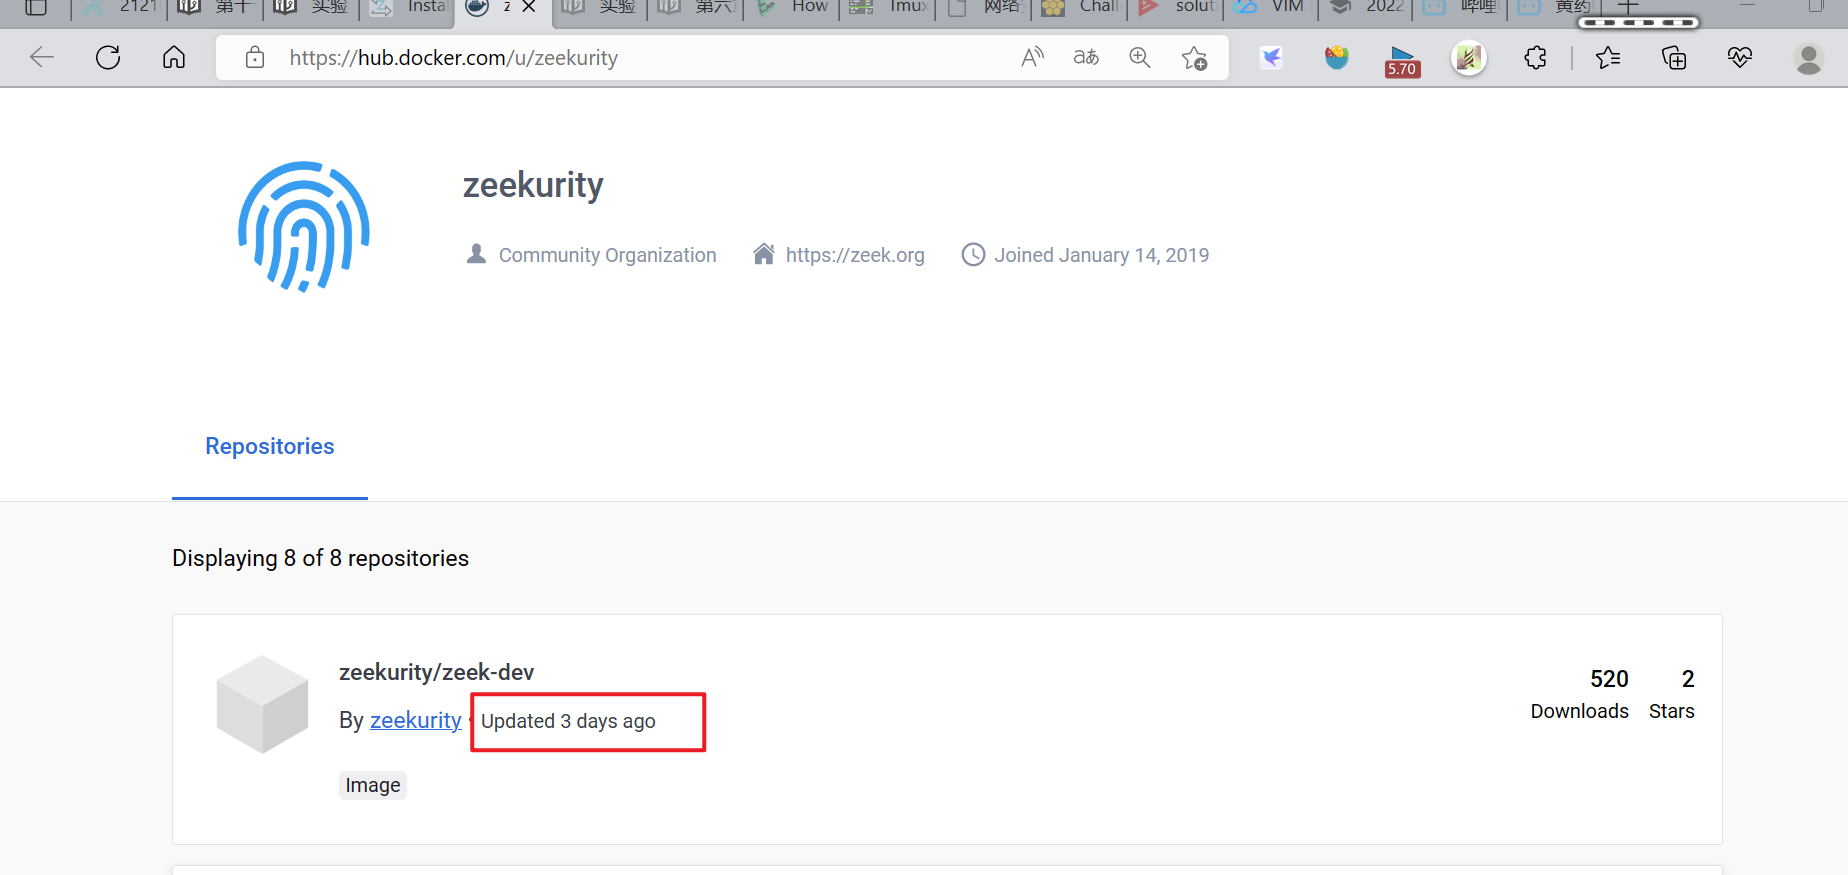 2121 第十 实验 Insta z 实验 第六 How Tmux 网络 Chall solut VIM 2022 哔哩 黄药
https://hub.docker.com/u/zeekurity
5.70
zeekurity
Community Organization https://zeek.org Joined January 14, 2019
Repositories
Displaying 8 of 8 repositories
zeekurity/zeek-dev
By zeekurity • Updated 3 days ago
520 2
Downloads Stars
Image